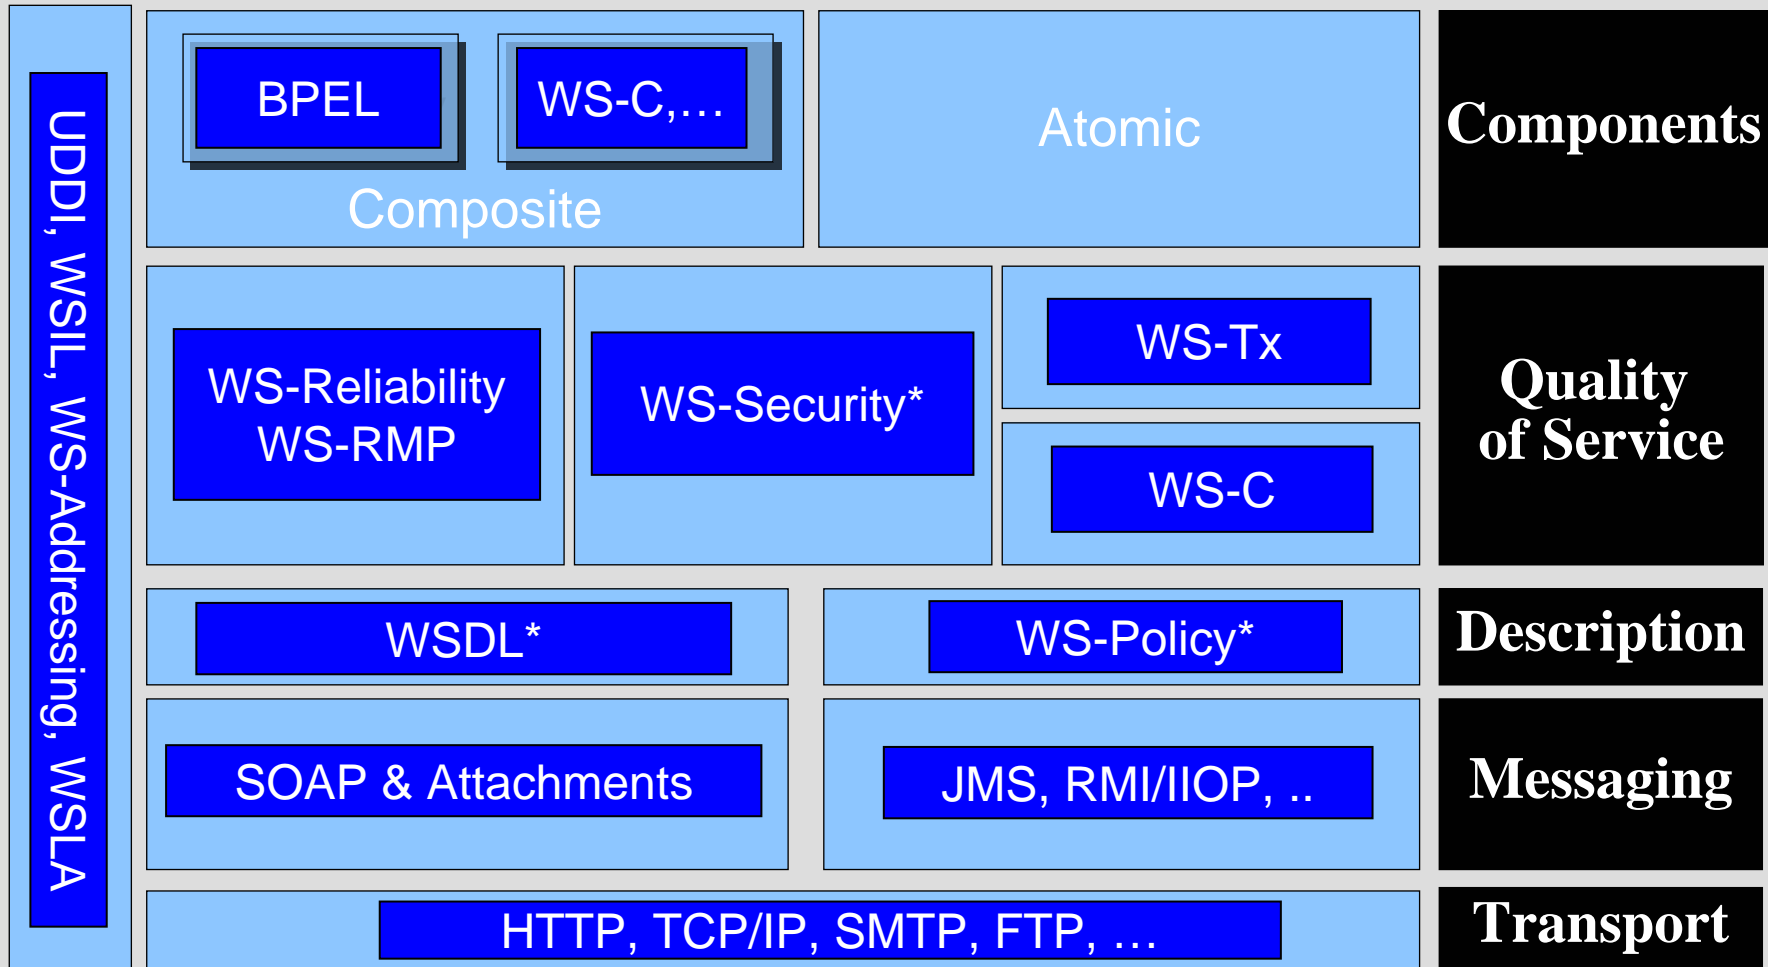 UDDI, WSIL, WS-Addressing, WSLA
BPEL
WS-C,…
Composite
Atomic
Components
WS-Reliability
WS-RMP
WS-Security*
WS-Tx
WS-C
Quality
of Service
WSDL*
WS-Policy*
Description
SOAP & Attachments
JMS, RMI/IIOP, ..
Messaging
HTTP, TCP/IP, SMTP, FTP, …
Transport